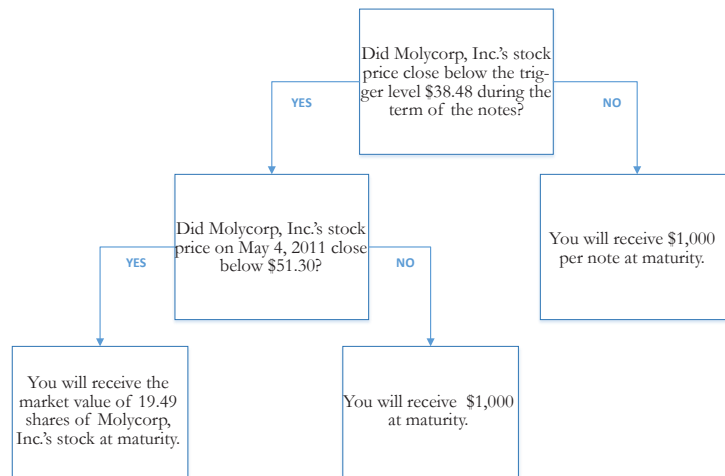 Did Molycorp, Inc.'s stock
price close below the trig-
ger level $38.48 during the
term of the notes?
YES
NO
Did Molycorp, Inc.'s stock
price on May 4, 2011 close
below $51.30?
You will receive $1,000
per note at maturity.
YES
NO
You will receive the
market value of 19.49
shares of Molycorp,
Inc.'s stock at maturity.
You will receive $1,000
at maturity.